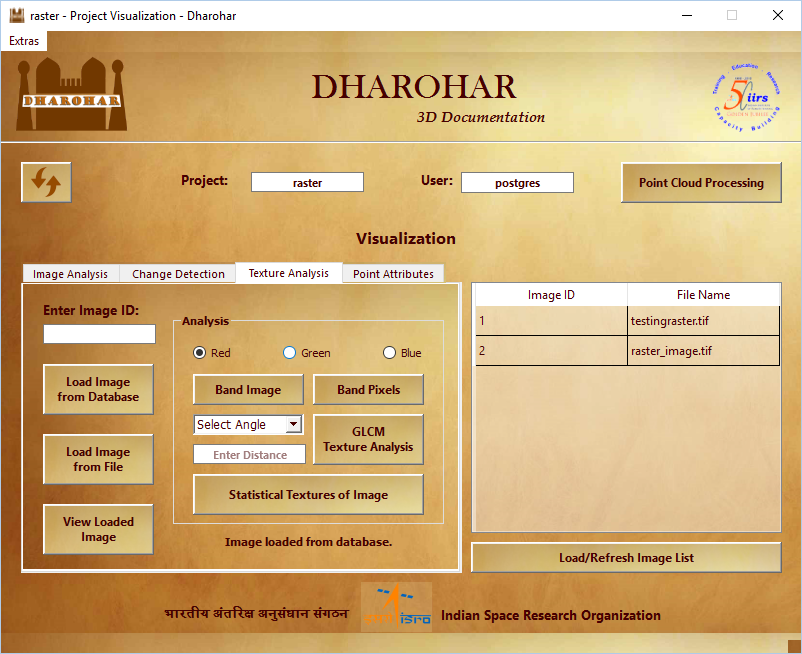 raster - Project Visualization - Dharohar
Extras
DHAROHAR
DHAROHAR
3D Documentation
Training Education Research
50 iirs
Capacity Building
Project:
raster
User:
postgres
Point Cloud Processing
Visualization
Image Analysis
Change Detection
Texture Analysis
Point Attributes
Enter Image ID:
Load Image
from Database
Load Image
from File
View Loaded
Image
Analysis
Red
Green
Blue
Band Image
Band Pixels
Select Angle
GLCM
Texture Analysis
Enter Distance
Statistical Textures of Image
Image loaded from database.
Image ID
File Name
1
testingraster.tif
2
raster_image.tif
Load/Refresh Image List
भारतीय अंतरिक्ष अनुसंधान संगठन
isro
Indian Space Research Organization